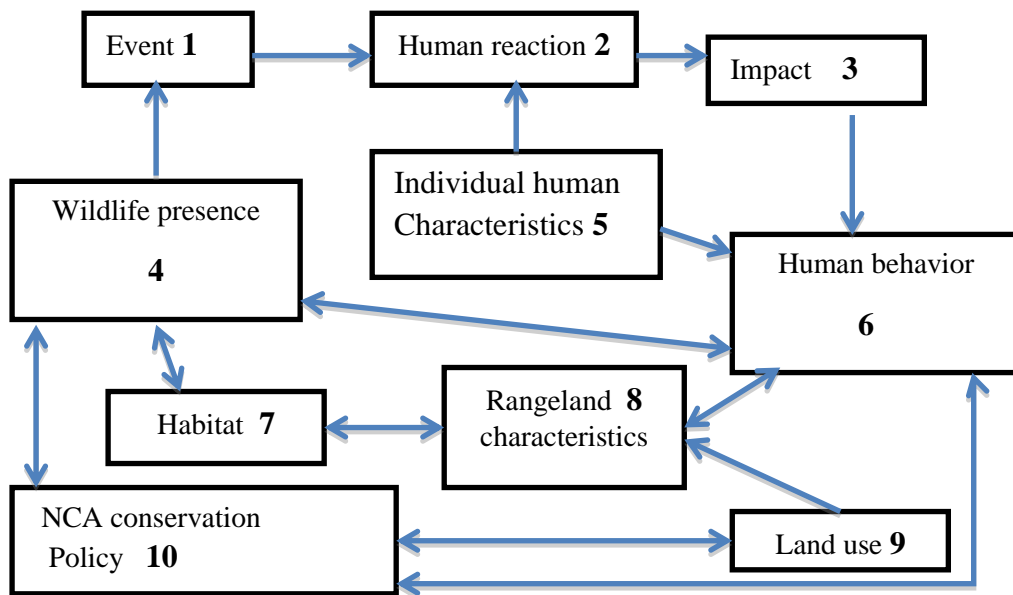 Event 1
Human reaction 2
Impact 3
Wildlife presence
4
Individual human
Characteristics 5
Human behavior
6
Habitat 7
Rangeland 8
characteristics
NCA conservation
Policy 10
Land use 9